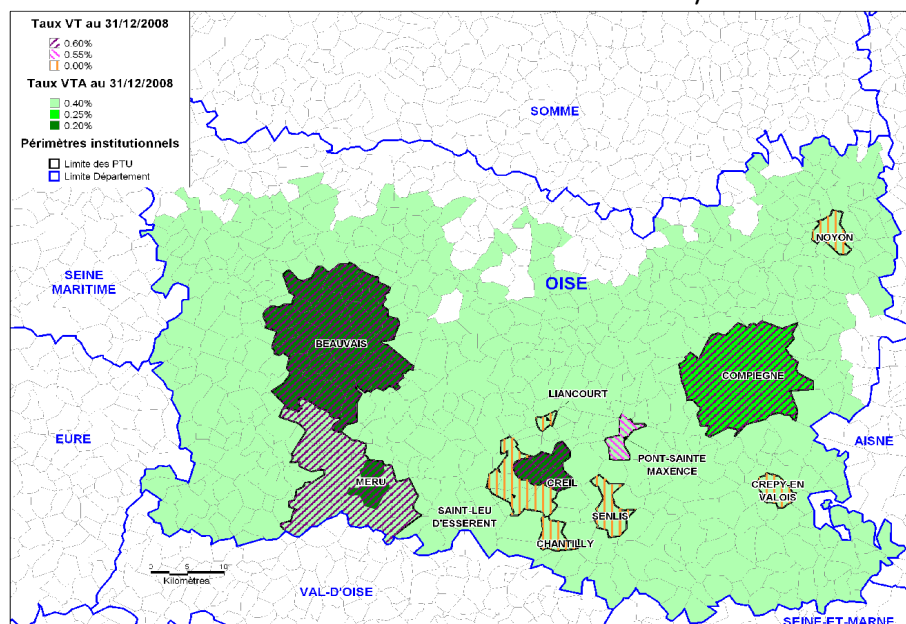 Taux VT au 31/12/2008
0.60%
0.55%
0.00%
Taux VTA au 31/12/2008
0.40%
0.25%
0.20%
Périmètres institutionnels
Limite des PTU
Limite Département
SOMME
NOYON
SEINE
MARITIME
OISE
BEAUVAIS
COMPIEGNE
LIANCOURT
EURE
AISNE
PONT-SAINTE
MAXENCE
MERU
CREIL
CREPY-EN
VALOIS
SAINT-LEU
D'ESSERENT
SENLIS
CHANTILLY
0 5 10
Kilomètres
VAL-D'OISE
SEINE-ET-MARNE